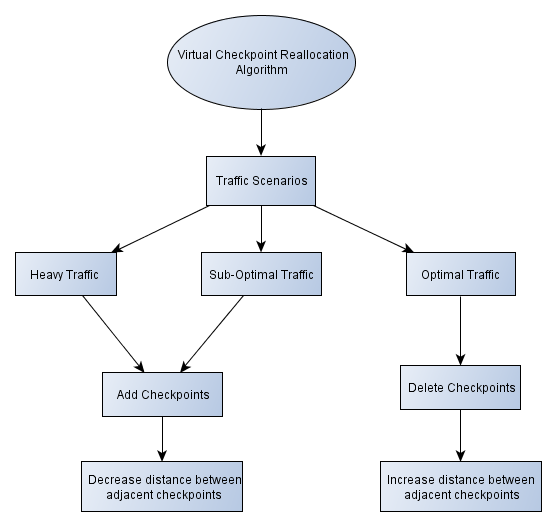 Virtual Checkpoint Reallocation
Algorithm
Traffic Scenarios
Heavy Traffic
Sub-Optimal Traffic
Optimal Traffic
Add Checkpoints
Delete Checkpoints
Decrease distance between
adjacent checkpoints
Increase distance between
adjacent checkpoints